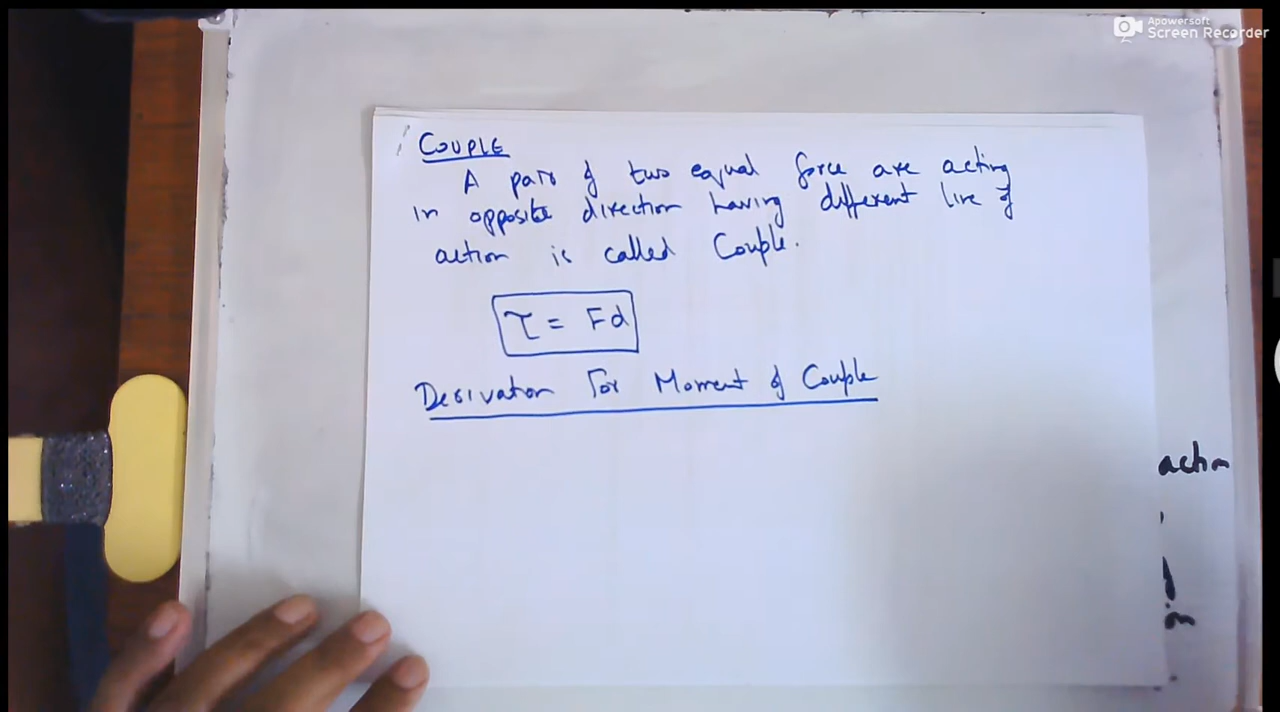 Apowersoft
Screen Recorder
COUPLE
A pair of two equal force are acting
in opposite direction having different line of
action is called Couple.
τ = Fd
Derivation For Moment of Couple
action